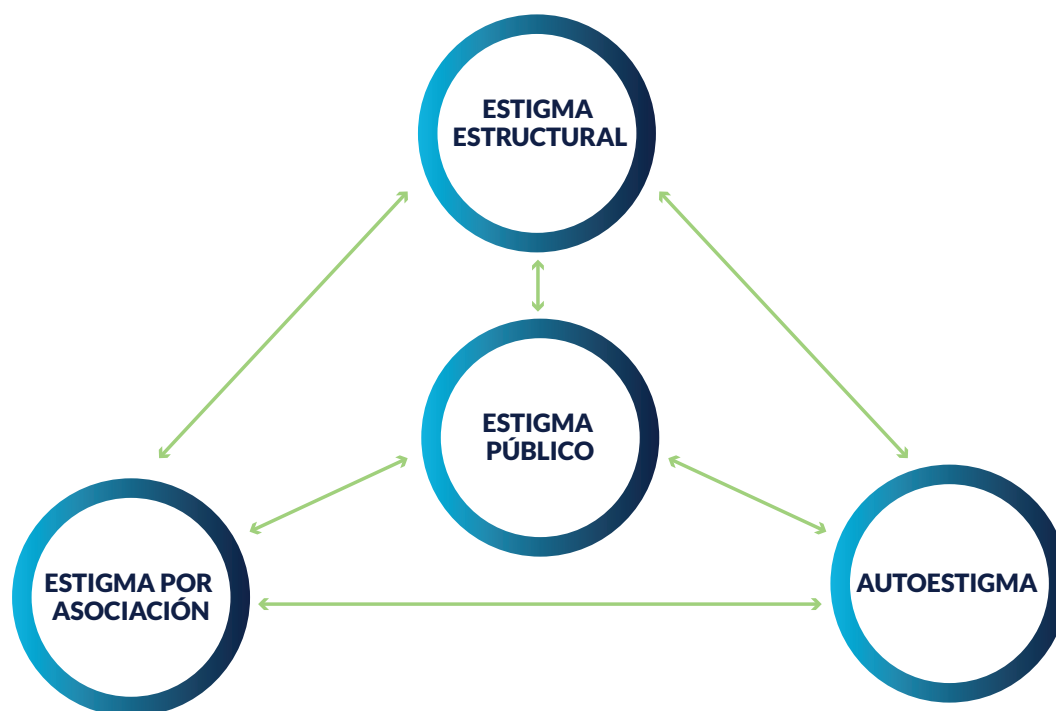 ESTIGMA
ESTRUCTURAL
ESTIGMA
PÚBLICO
ESTIGMA POR
ASOCIACIÓN
AUTOESTIGMA